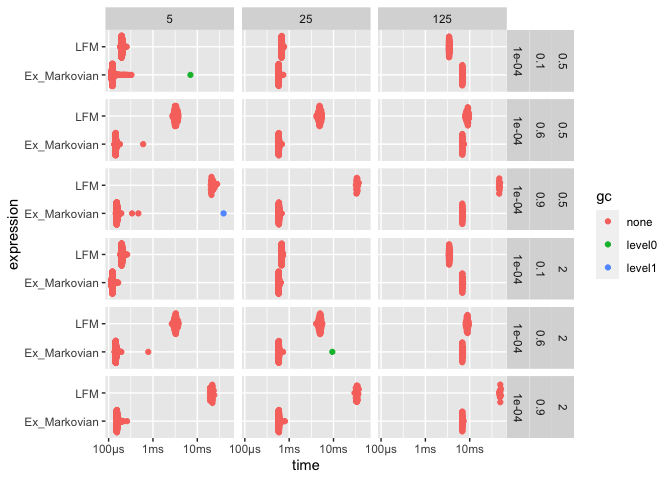 5 25 125
LFM
Ex_Markovian
1e-04 0.1 0.5
LFM
Ex_Markovian
1e-04 0.6 0.5
LFM
Ex_Markovian
1e-04 0.9 0.5
LFM
Ex_Markovian
1e-04 0.1 2
LFM
Ex_Markovian
1e-04 0.6 2
LFM
Ex_Markovian
1e-04 0.9 2
100µs 1ms 10ms 100µs 1ms 10ms 100µs 1ms 10ms
time
expression
gc
none
level0
level1